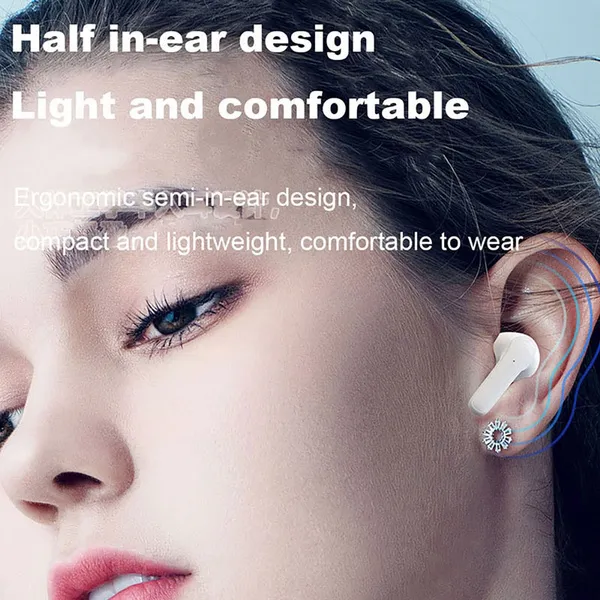 Half in-ear design
Light and comfortable
Ergonomic semi-in-ear design,
compact and lightweight, comfortable to wear